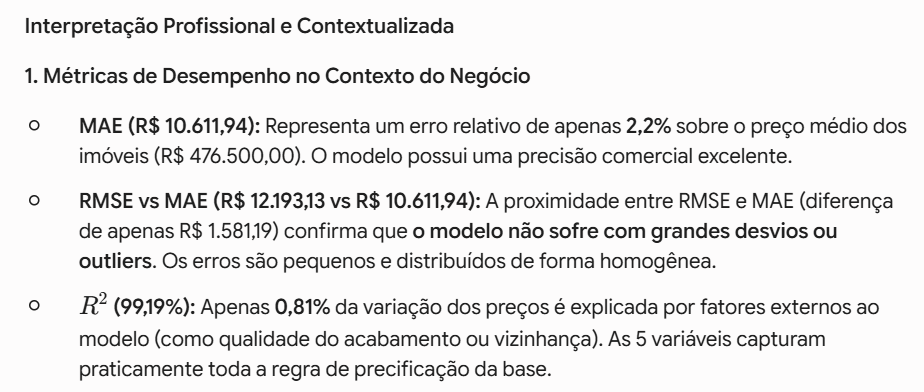 Interpretação Profissional e Contextualizada
1. Métricas de Desempenho no Contexto do Negócio
○ MAE (R$ 10.611,94): Representa um erro relativo de apenas 2,2% sobre o preço médio dos
imóveis (R$ 476.500,00). O modelo possui uma precisão comercial excelente.
○ RMSE vs MAE (R$ 12.193,13 vs R$ 10.611,94): A proximidade entre RMSE e MAE (diferença
de apenas R$ 1.581,19) confirma que o modelo não sofre com grandes desvios ou
outliers. Os erros são pequenos e distribuídos de forma homogênea.
○ R² (99,19%): Apenas 0,81% da variação dos preços é explicada por fatores externos ao
modelo (como qualidade do acabamento ou vizinhança). As 5 variáveis capturam
praticamente toda a regra de precificação da base.